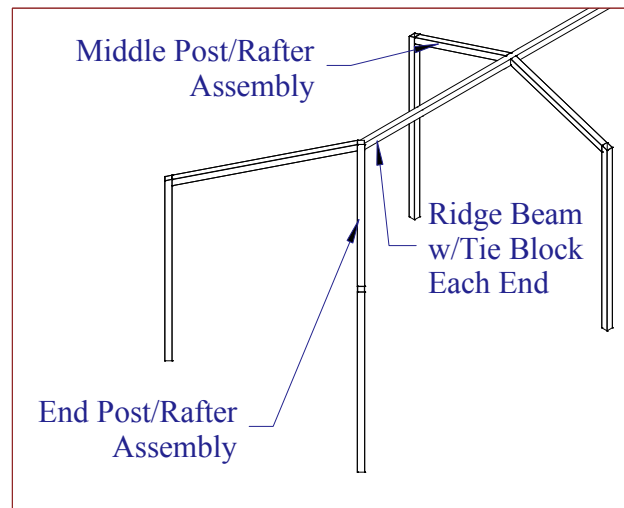 Middle Post/Rafter
Assembly
Ridge Beam
w/Tie Block
Each End
End Post/Rafter
Assembly